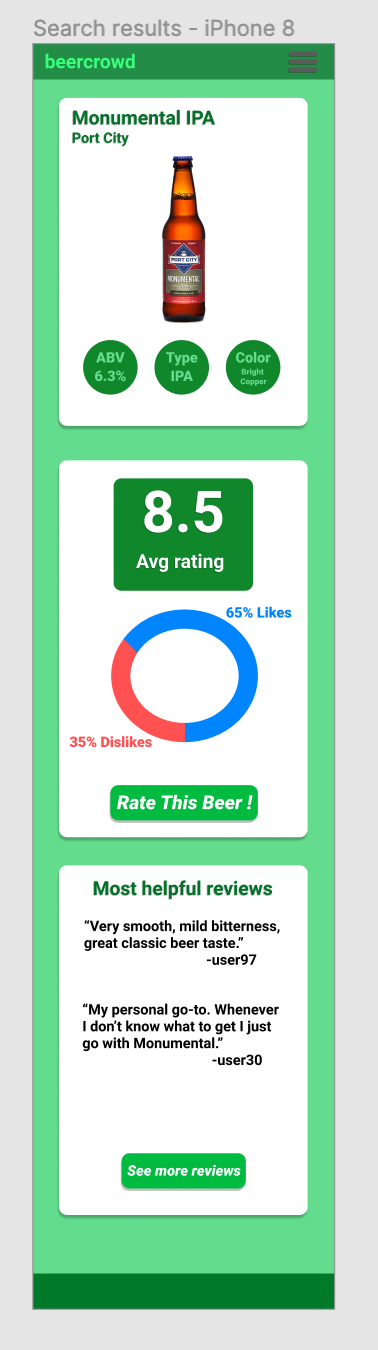 Search results - iPhone 8
beercrowd
Monumental IPA
Port City
PORT CITY
MONUMENTAL
ABV
6.3%
Type
IPA
Color
Bright
Copper
8.5
Avg rating
65% Likes
35% Dislikes
Rate This Beer !
Most helpful reviews
“Very smooth, mild bitterness,
great classic beer taste.”
-user97
“My personal go-to. Whenever
I don’t know what to get I just
go with Monumental.”
-user30
See more reviews